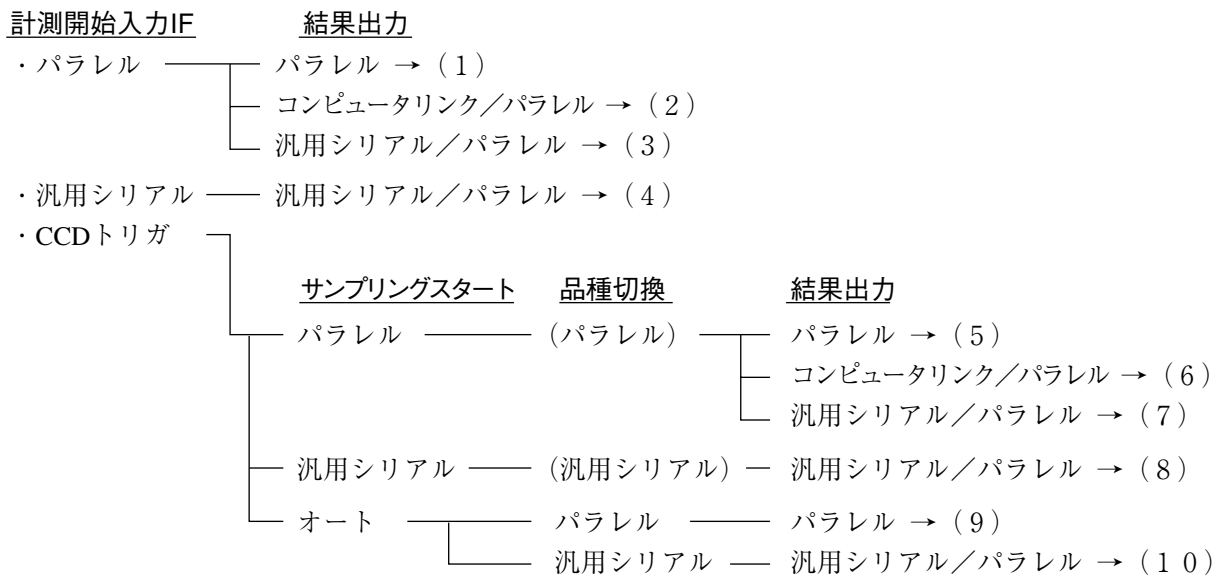 計測開始入力IF 結果出力
・パラレル パラレル → (1)
コンピュータリンク/パラレル → (2)
汎用シリアル/パラレル → (3)
・汎用シリアル 汎用シリアル/パラレル → (4)
・CCDトリガ
サンプリングスタート 品種切換 結果出力
パラレル (パラレル) パラレル → (5)
コンピュータリンク/パラレル → (6)
汎用シリアル/パラレル → (7)
汎用シリアル (汎用シリアル) 汎用シリアル/パラレル → (8)
オート パラレル パラレル → (9)
汎用シリアル 汎用シリアル/パラレル → (10)